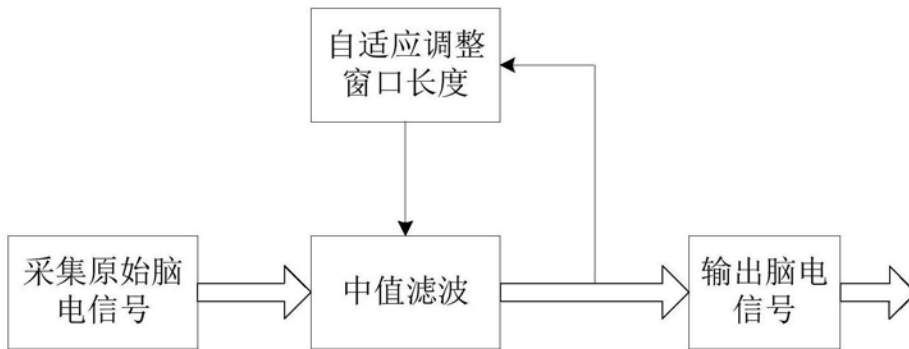 自适应调整
窗口长度
采集原始脑
电信号
中值滤波
输出脑电
信号